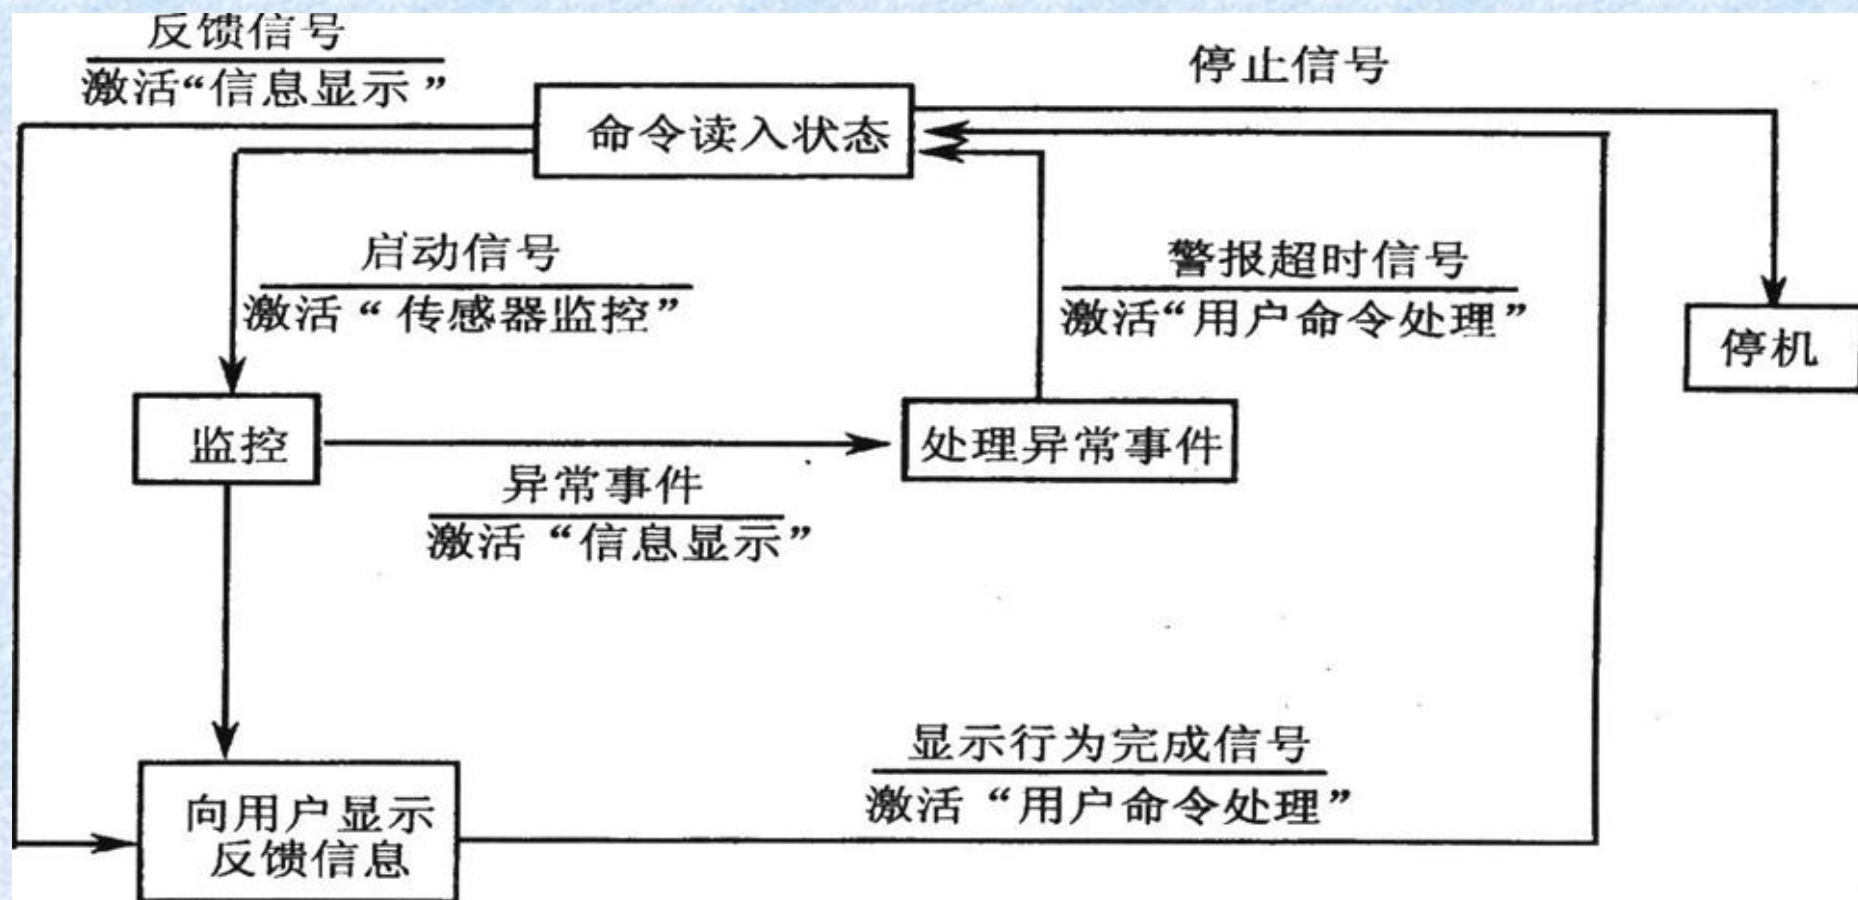 反馈信号
激活“信息显示”
停止信号
命令读入状态
启动信号
激活“传感器监控”
警报超时信号
激活“用户命令处理”
停机
监控
处理异常事件
异常事件
激活“信息显示”
显示行为完成信号
激活“用户命令处理”
向用户显示
反馈信息